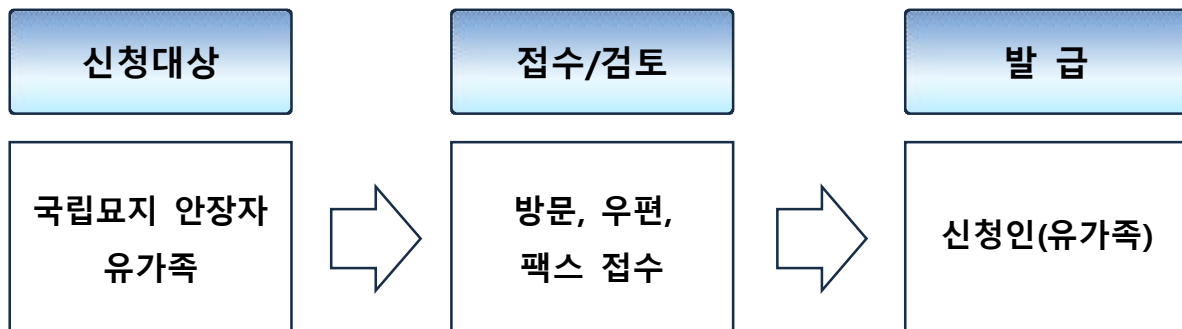 신청대상
접수/검토
발 급
국립묘지 안장자
유가족
방문, 우편,
팩스 접수
신청인(유가족)